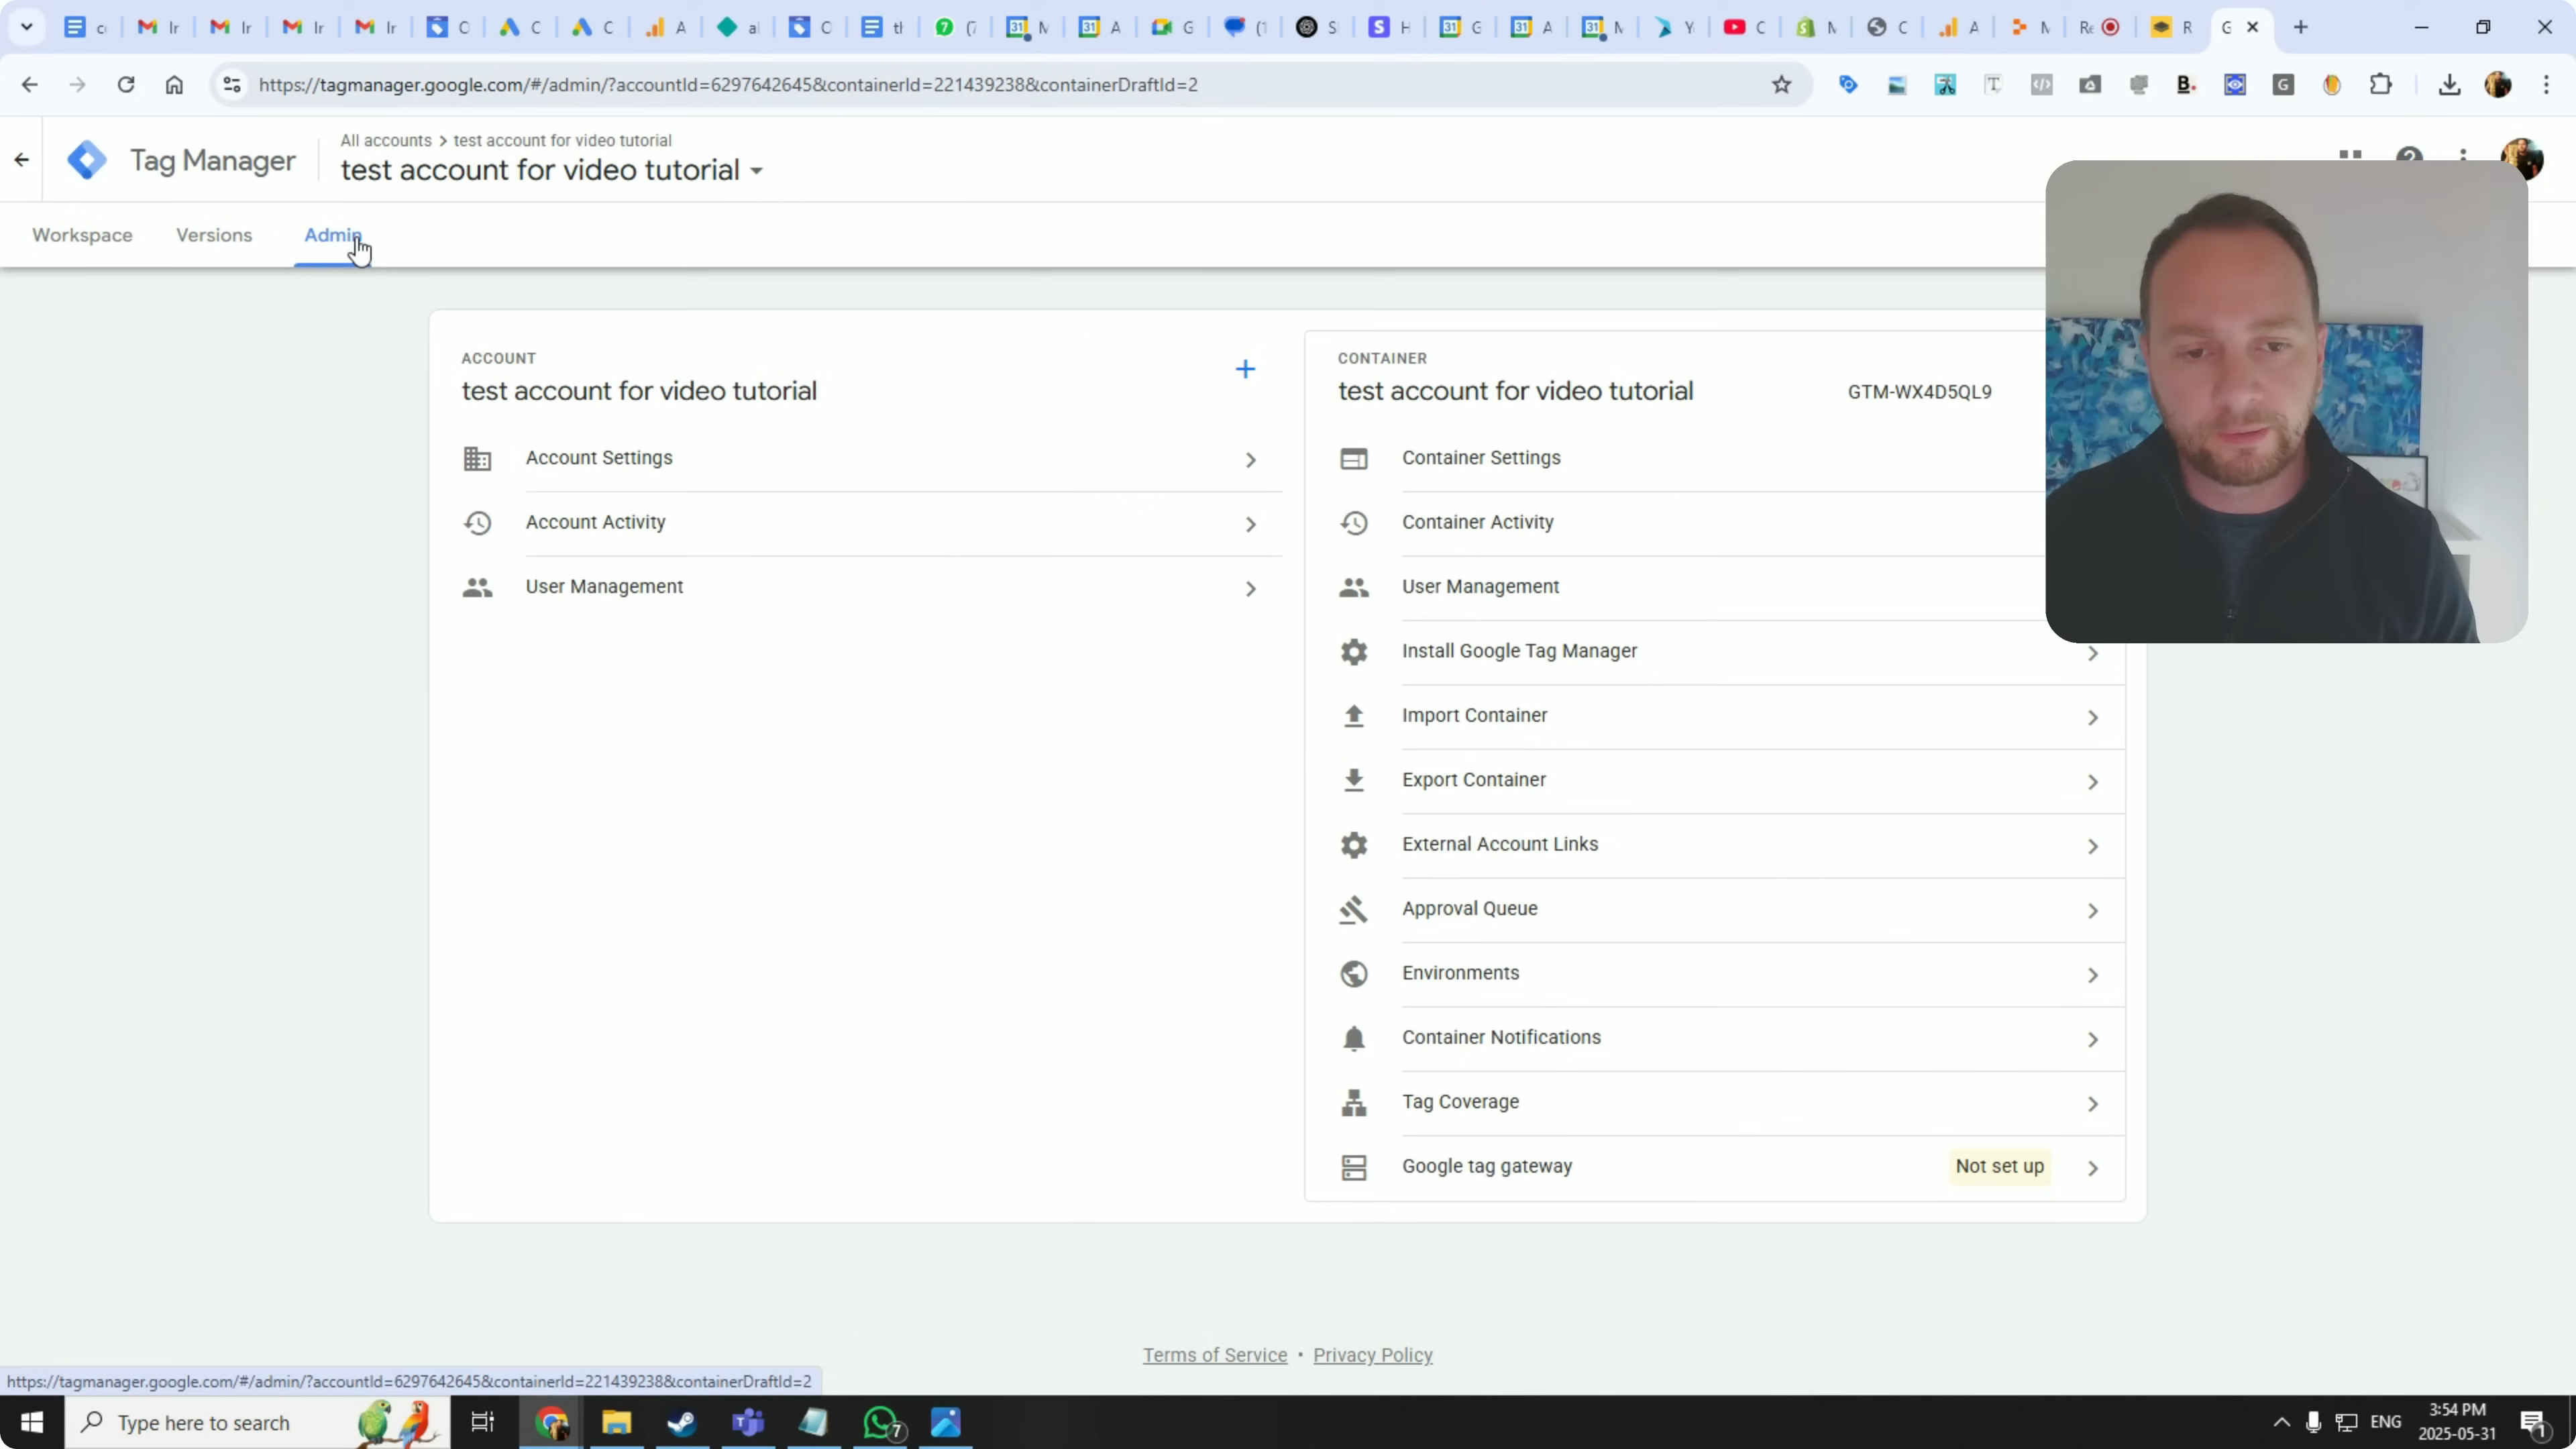 https://tagmanager.google.com/#/admin/?accountId=6297642645&containerId=221439238&containerDraftId=2
Tag Manager
All accounts > test account for video tutorial
test account for video tutorial
Workspace
Versions
Admin
ACCOUNT
test account for video tutorial
Account Settings
Account Activity
User Management
CONTAINER
test account for video tutorial
GTM-WX4D5QL9
Container Settings
Container Activity
User Management
Install Google Tag Manager
Import Container
Export Container
External Account Links
Approval Queue
Environments
Container Notifications
Tag Coverage
Google tag gateway
Not set up
Terms of Service • Privacy Policy
https://tagmanager.google.com/#/admin/?accountId=6297642645&containerId=221439238&containerDraftId=2
Type here to search
7
ENG
3:54 PM
2025-05-31
1